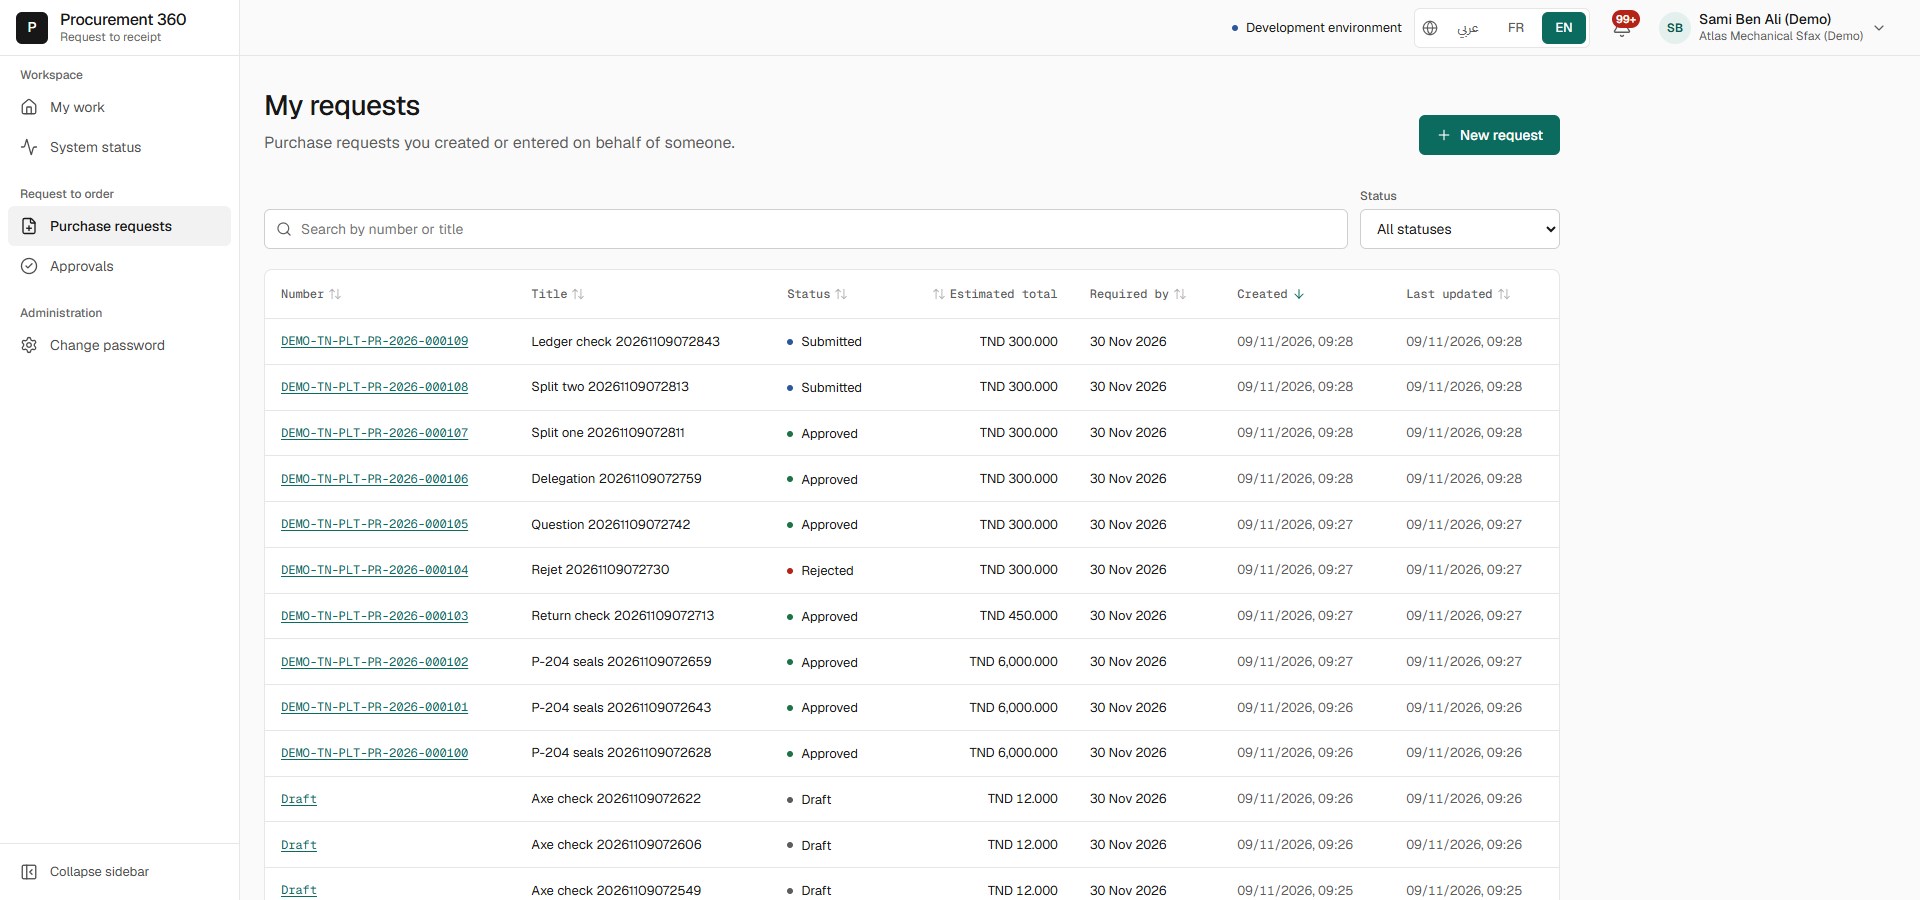 P
Procurement 360
Request to receipt
Development environment
عربي
FR
EN
99+
SB
Sami Ben Ali (Demo)
Atlas Mechanical Sfax (Demo)
Workspace
My work
System status
Request to order
Purchase requests
Approvals
Administration
Change password
Collapse sidebar
My requests
Purchase requests you created or entered on behalf of someone.
New request
Status
Search by number or title
All statuses
Number Title Status Estimated total Required by Created Last updated
DEMO-TN-PLT-PR-2026-000109 Ledger check 20261109072843 Submitted TND 300.000 30 Nov 2026 09/11/2026, 09:28 09/11/2026, 09:28
DEMO-TN-PLT-PR-2026-000108 Split two 20261109072813 Submitted TND 300.000 30 Nov 2026 09/11/2026, 09:28 09/11/2026, 09:28
DEMO-TN-PLT-PR-2026-000107 Split one 20261109072811 Approved TND 300.000 30 Nov 2026 09/11/2026, 09:28 09/11/2026, 09:28
DEMO-TN-PLT-PR-2026-000106 Delegation 20261109072759 Approved TND 300.000 30 Nov 2026 09/11/2026, 09:28 09/11/2026, 09:28
DEMO-TN-PLT-PR-2026-000105 Question 20261109072742 Approved TND 300.000 30 Nov 2026 09/11/2026, 09:27 09/11/2026, 09:27
DEMO-TN-PLT-PR-2026-000104 Rejet 20261109072730 Rejected TND 300.000 30 Nov 2026 09/11/2026, 09:27 09/11/2026, 09:27
DEMO-TN-PLT-PR-2026-000103 Return check 20261109072713 Approved TND 450.000 30 Nov 2026 09/11/2026, 09:27 09/11/2026, 09:27
DEMO-TN-PLT-PR-2026-000102 P-204 seals 20261109072659 Approved TND 6,000.000 30 Nov 2026 09/11/2026, 09:27 09/11/2026, 09:27
DEMO-TN-PLT-PR-2026-000101 P-204 seals 20261109072643 Approved TND 6,000.000 30 Nov 2026 09/11/2026, 09:26 09/11/2026, 09:26
DEMO-TN-PLT-PR-2026-000100 P-204 seals 20261109072628 Approved TND 6,000.000 30 Nov 2026 09/11/2026, 09:26 09/11/2026, 09:26
Draft Axe check 20261109072622 Draft TND 12.000 30 Nov 2026 09/11/2026, 09:26 09/11/2026, 09:26
Draft Axe check 20261109072606 Draft TND 12.000 30 Nov 2026 09/11/2026, 09:26 09/11/2026, 09:26
Draft Axe check 20261109072549 Draft TND 12.000 30 Nov 2026 09/11/2026, 09:25 09/11/2026, 09:25